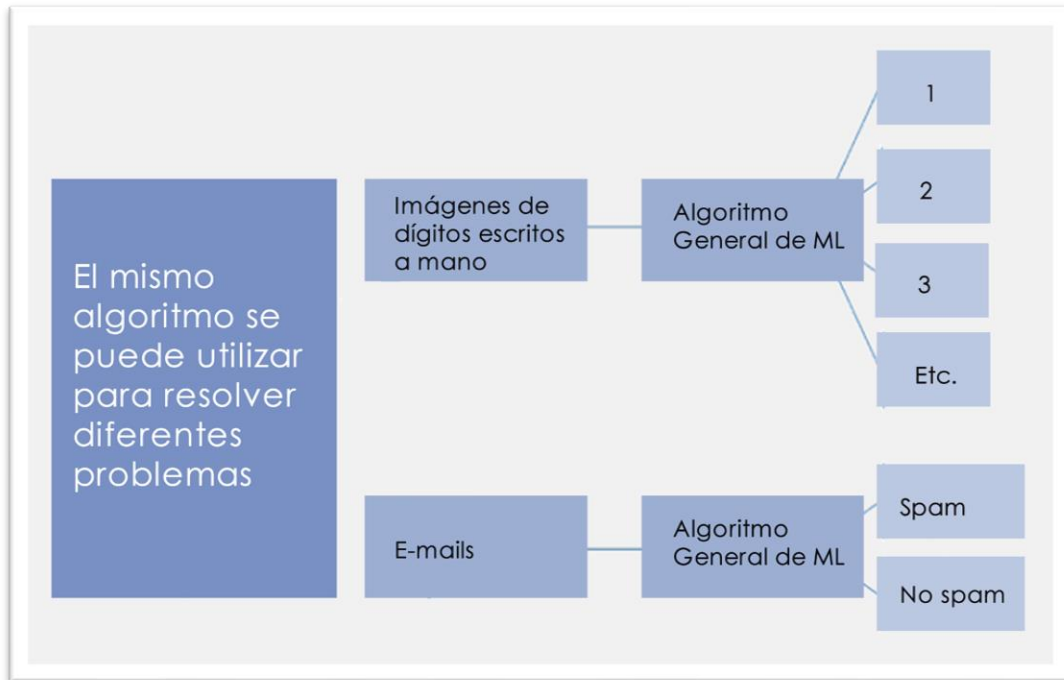 El mismo
algoritmo se
puede utilizar
para resolver
diferentes
problemas
Imágenes de
dígitos escritos
a mano
Algoritmo
General de ML
1
2
3
Etc.
E-mails
Algoritmo
General de ML
Spam
No spam